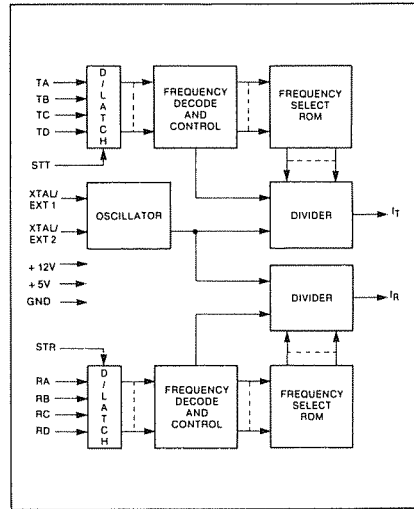 TA
TB
TC
TD
STT
D/LATCH
FREQUENCY
DECODE
AND
CONTROL
FREQUENCY
SELECT
ROM
XTAL/
EXT 1
XTAL/
EXT 2
OSCILLATOR
DIVIDER
IT
+ 12V
+ 5V
GND
DIVIDER
IR
STR
RA
RB
RC
RD
D/LATCH
FREQUENCY
DECODE
AND
CONTROL
FREQUENCY
SELECT
ROM